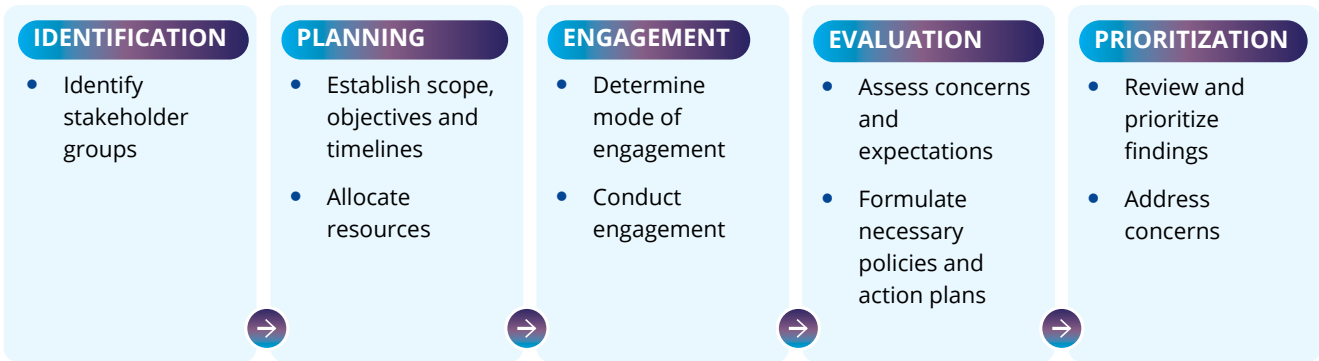 IDENTIFICATION
• Identify
stakeholder
groups
PLANNING
• Establish scope,
objectives and
timelines
• Allocate
resources
ENGAGEMENT
• Determine
mode of
engagement
• Conduct
engagement
EVALUATION
• Assess concerns
and
expectations
• Formulate
necessary
policies and
action plans
PRIORITIZATION
• Review and
prioritize
findings
• Address
concerns